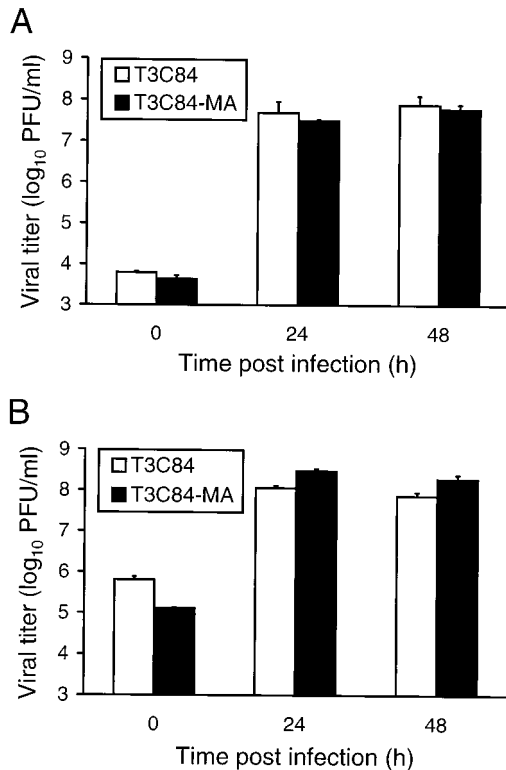 A
Viral titer (log10 PFU/ml)
9
8
7
6
5
4
3
T3C84
T3C84-MA
0 24 48
Time post infection (h)
B
Viral titer (log10 PFU/ml)
9
8
7
6
5
4
3
T3C84
T3C84-MA
0 24 48
Time post infection (h)